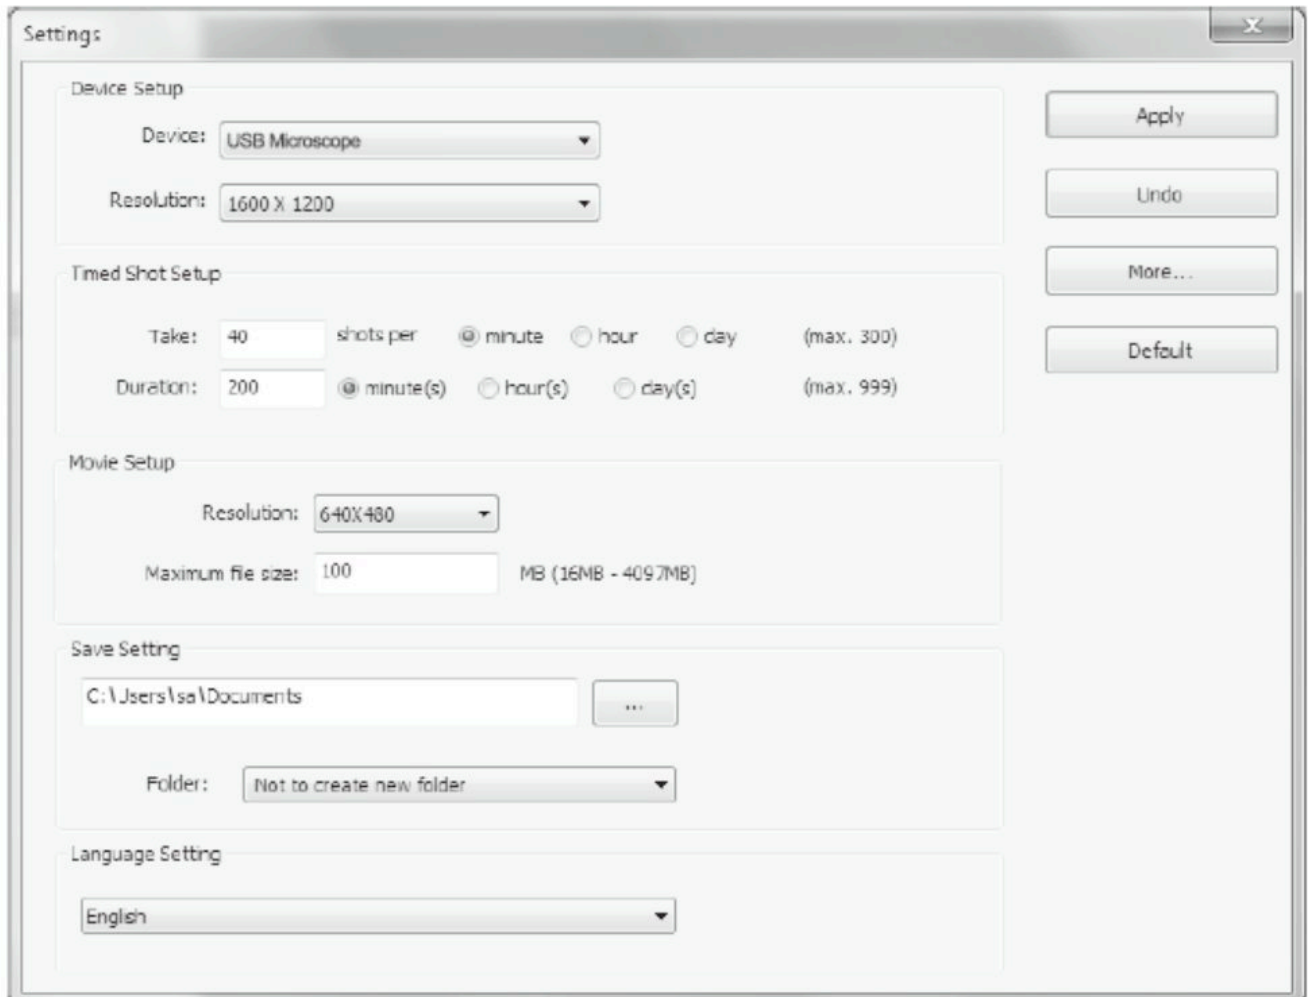 Settings
Device Setup
Device: USB Microscope
Resolution: 1600 X 1200
Apply
Undo
More...
Default
Timed Shot Setup
Take: 40 shots per minute hour day (max. 300)
Duration: 200 minute(s) hour(s) day(s) (max. 999)
Movie Setup
Resolution: 640X480
Maximum file size: 100 MB (16MB - 4097MB)
Save Setting
C:\Users\sa\Documents ...
Folder: Not to create new folder
Language Setting
English